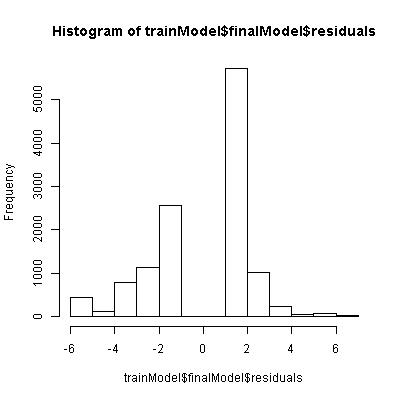 Histogram of trainModel$finalModel$residuals
Frequency
5000
4000
3000
2000
1000
0
-6 -4 -2 0 2 4 6
trainModel$finalModel$residuals